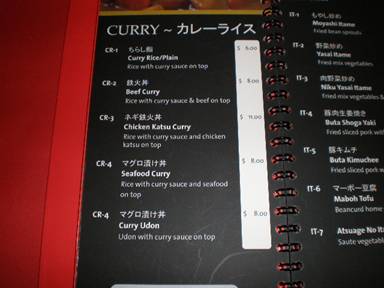 CURRY ~ カレーライス
CR-1 ちらし鮨 $ 6.00
Curry Rice/Plain
Rice with curry sauce on top
CR-2 鉄火丼 $ 8.00
Beef Curry
Rice with curry sauce & beef on top
CR-3 ネギ鉄火丼 $ 11.00
Chicken Katsu Curry
Rice with curry sauce and chicken
katsu on top
CR-4 マグロ漬け丼 $ 8.00
Seafood Curry
Rice with curry sauce and seafood
on top
CR-4 マグロ漬け丼 $ 8.00
Curry Udon
Udon with curry sauce on top
IT-1 もやし炒め
Moyashi Itame
Fried bean sprouts
IT-2 野菜炒め
Yasai Itame
Fried mix vegetables
IT-3 肉野菜炒め
Niku Yasai Itame
Fried mix vegetables &
IT-4 豚肉生姜焼き
Buta Shoga Yaki
Fried sliced pork
IT-5 豚キムチ
Buta Kimuchee
Fried sliced pork
IT-6 マーボー豆腐
Maboh Tofu
Beancurd home
IT-7 Atsuage No It
Saute vegetabl